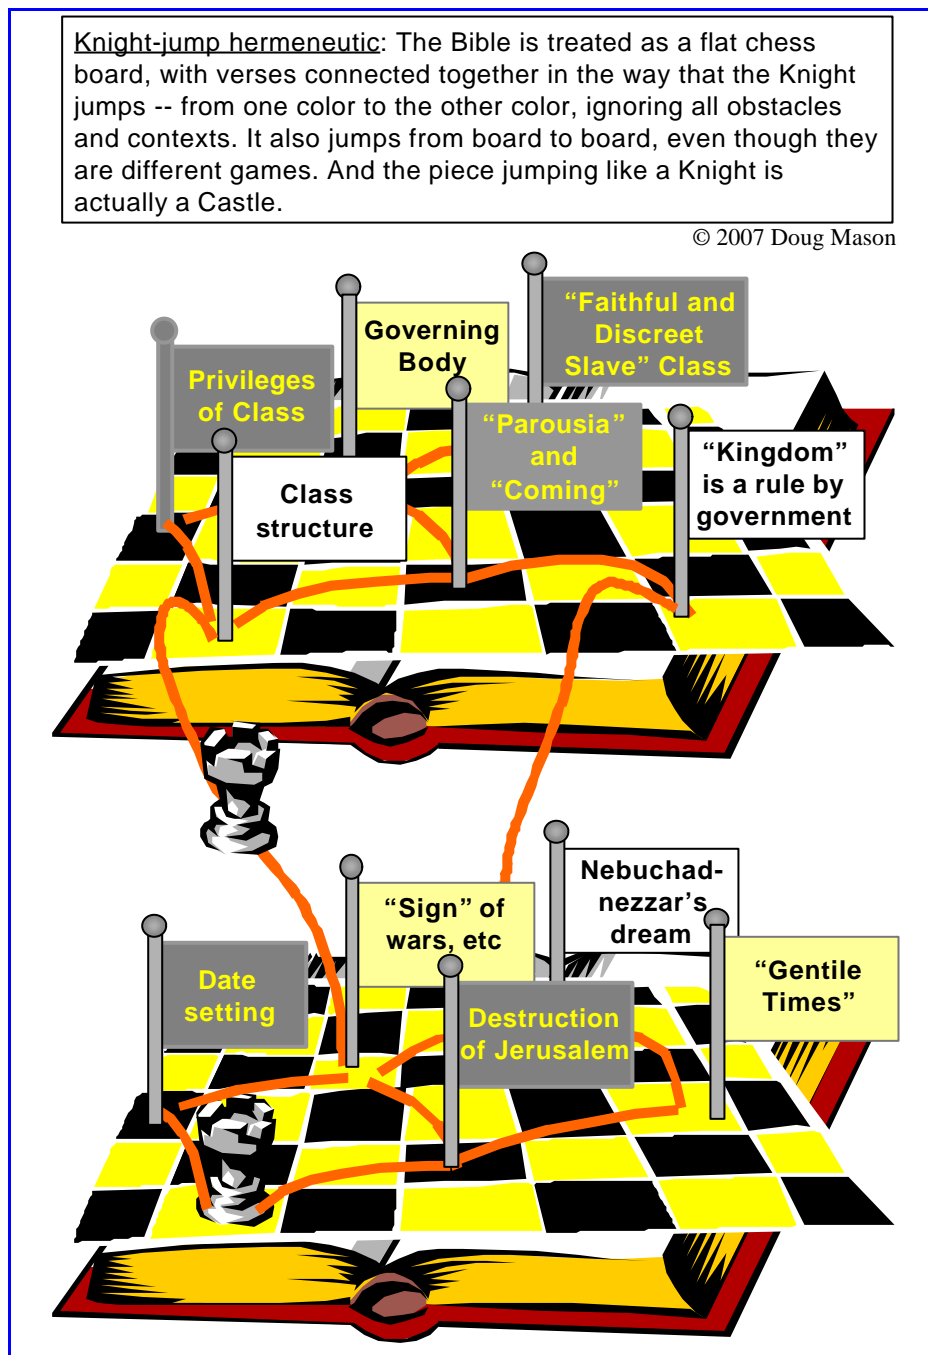 Knight-jump hermeneutic: The Bible is treated as a flat chess
board, with verses connected together in the way that the Knight
jumps -- from one color to the other color, ignoring all obstacles
and contexts. It also jumps from board to board, even though they
are different games. And the piece jumping like a Knight is
actually a Castle.
© 2007 Doug Mason
“Faithful and
Discreet
Slave” Class
Governing
Body
Privileges
of Class
“Parousia”
and
“Coming”
“Kingdom”
is a rule by
government
Class
structure
Nebuchad-
nezzar’s
dream
“Sign” of
wars, etc
“Gentile
Times”
Date
setting
Destruction
of Jerusalem